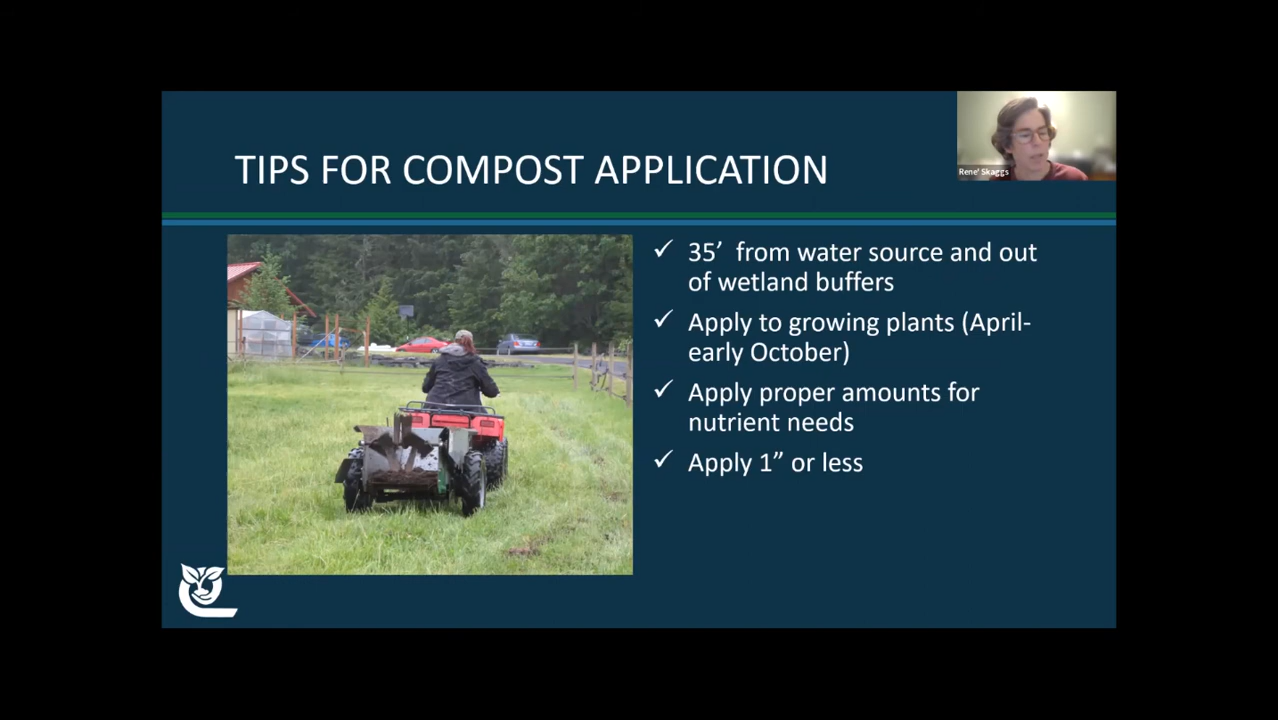 TIPS FOR COMPOST APPLICATION
Rene' Skaggs
✓ 35’ from water source and out
of wetland buffers
✓ Apply to growing plants (April-
early October)
✓ Apply proper amounts for
nutrient needs
✓ Apply 1” or less